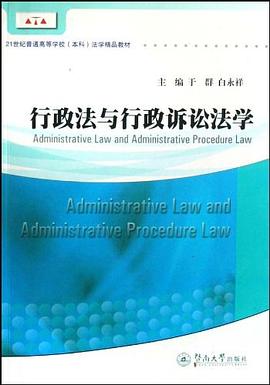 21世纪普通高等学校(本科)法学精品教材
主 编 于 群 白永祥
行政法与行政诉讼法学
Administrative Law and Administrative Procedure Law
Administrative Law and
Administrative Procedure Law
暨南大学出版社